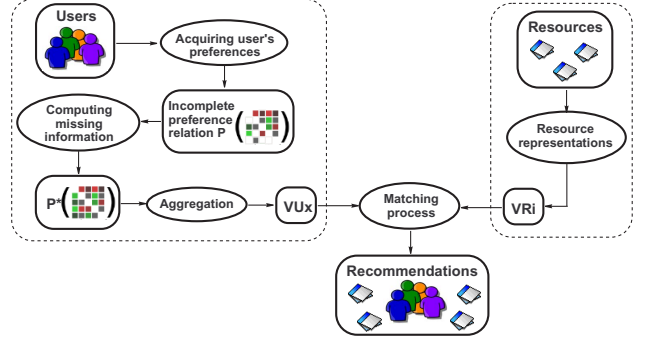 Users
Acquiring user's
preferences
Incomplete
preference
relation P
Computing
missing
information
P*
Aggregation
VUx
Matching
process
Resources
Resource
representations
VRi
Recommendations